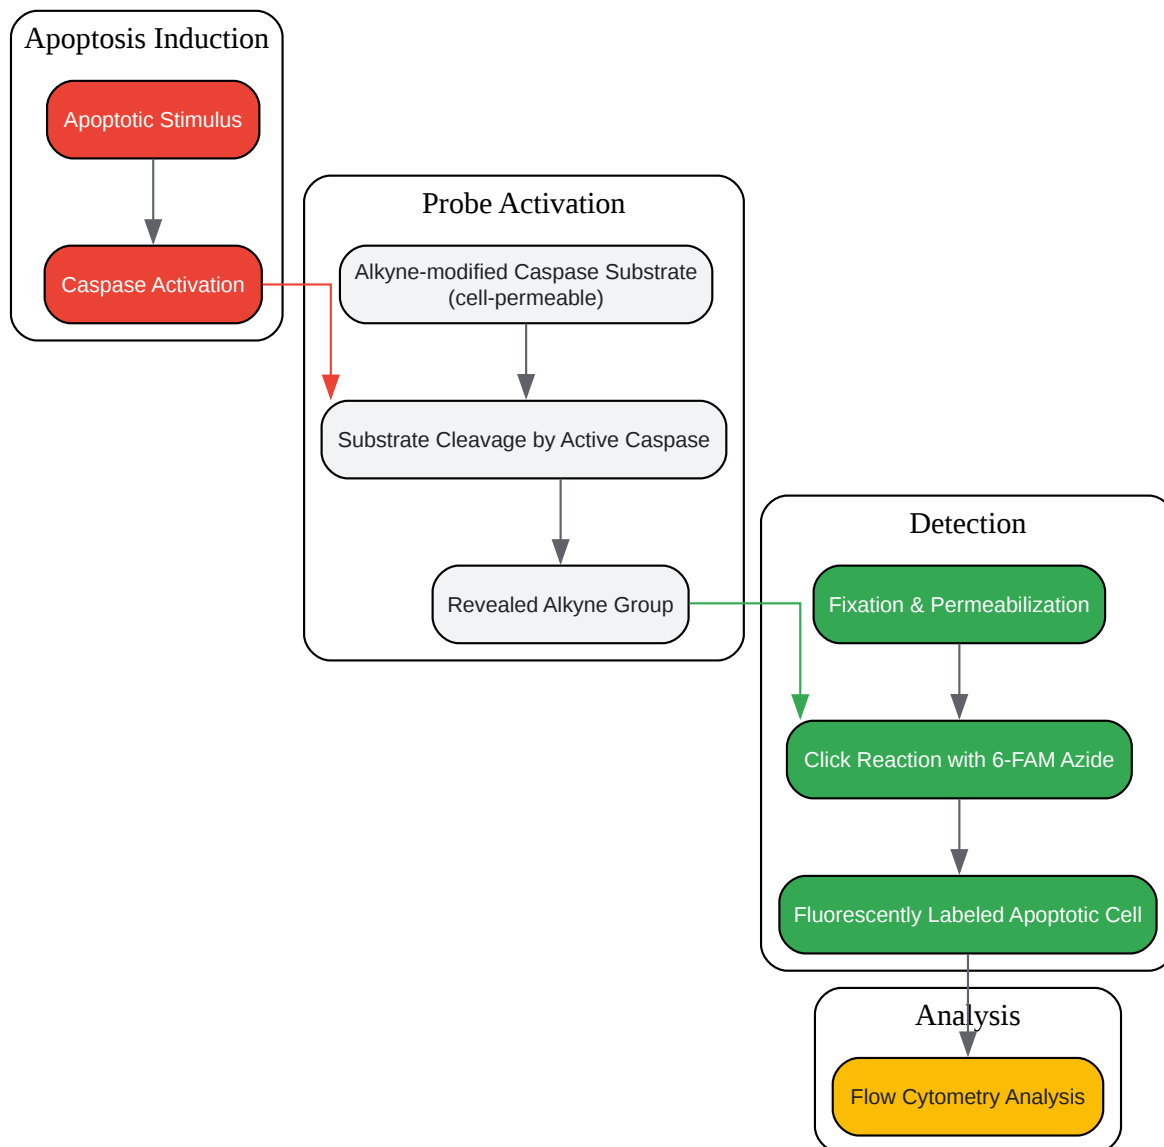 Apoptosis Induction
Apoptotic Stimulus
Caspase Activation
Probe Activation
Alkyne-modified Caspase Substrate
(cell-permeable)
Substrate Cleavage by Active Caspase
Revealed Alkyne Group
Detection
Fixation & Permeabilization
Click Reaction with 6-FAM Azide
Fluorescently Labeled Apoptotic Cell
Analysis
Flow Cytometry Analysis